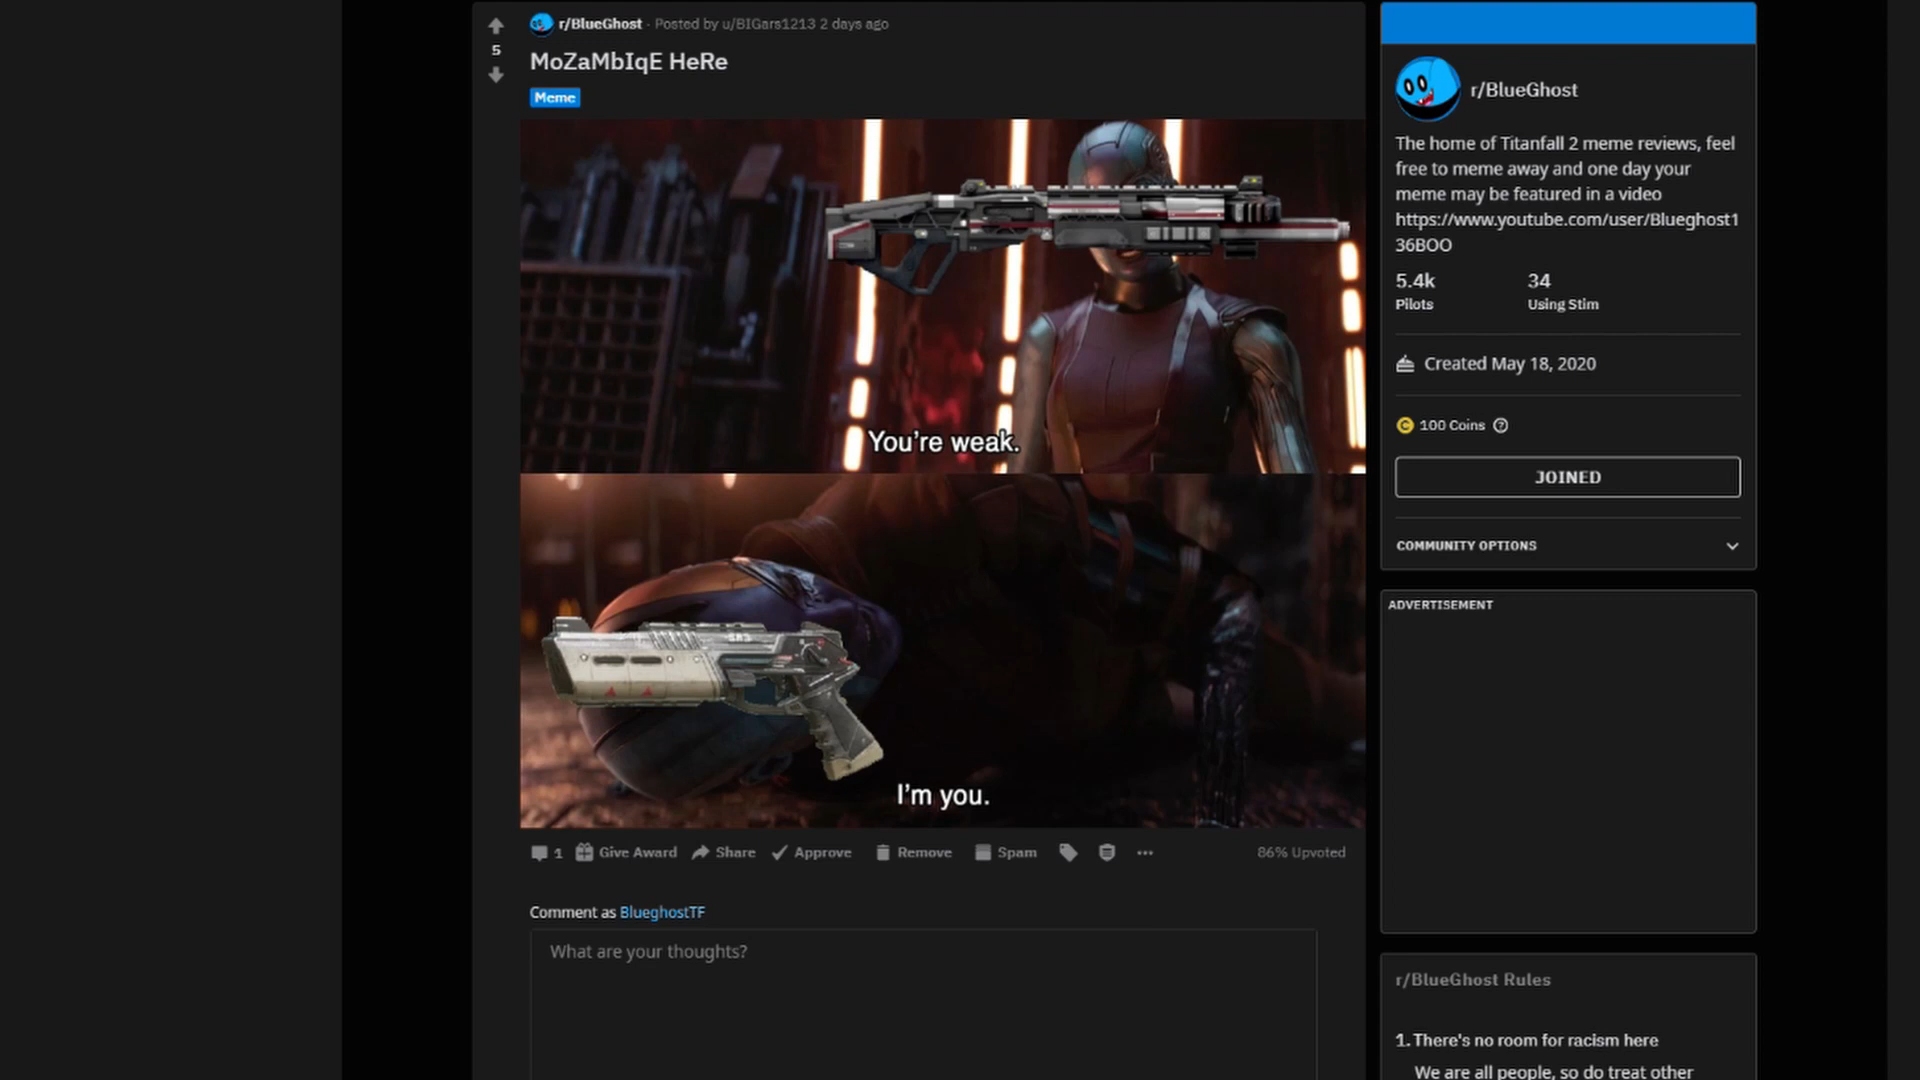 r/BlueGhost · Posted by u/BIGars1213 2 days ago
5
MoZaMbIqE HeRe
Meme
You're weak.
I'm you.
1 Give Award Share Approve Remove Spam 86% Upvoted
Comment as BlueghostTF
What are your thoughts?
r/BlueGhost
The home of Titanfall 2 meme reviews, feel
free to meme away and one day your
meme may be featured in a video
https://www.youtube.com/user/Blueghost1
36BOO
5.4k 34
Pilots Using Stim
Created May 18, 2020
100 Coins
JOINED
COMMUNITY OPTIONS
ADVERTISEMENT
r/BlueGhost Rules
1. There's no room for racism here
We are all people, so do treat other